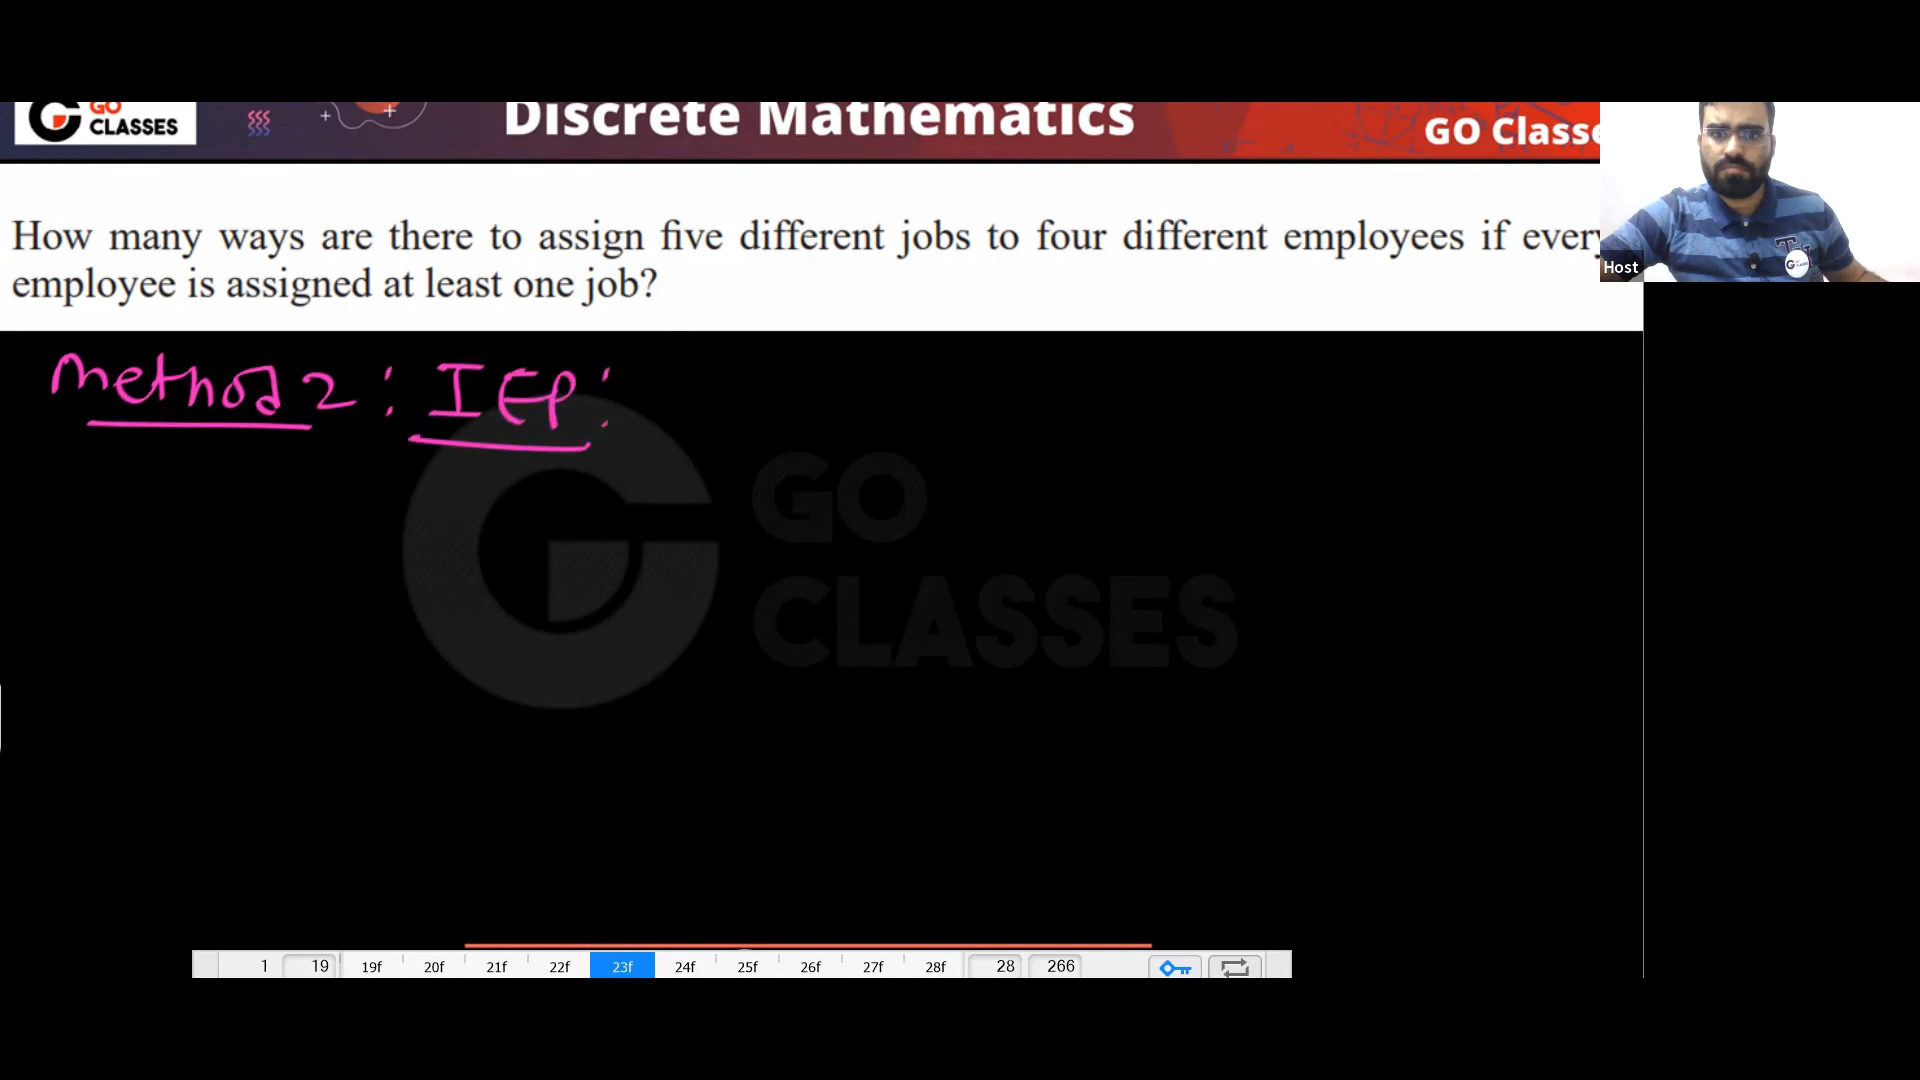 GO
CLASSES
Discrete Mathematics
GO Classe
How many ways are there to assign five different jobs to four different employees if every
employee is assigned at least one job?
Host
Method 2 : IEP :
GO
CLASSES
1 19 19f 20f 21f 22f 23f 24f 25f 26f 27f 28f 28 266